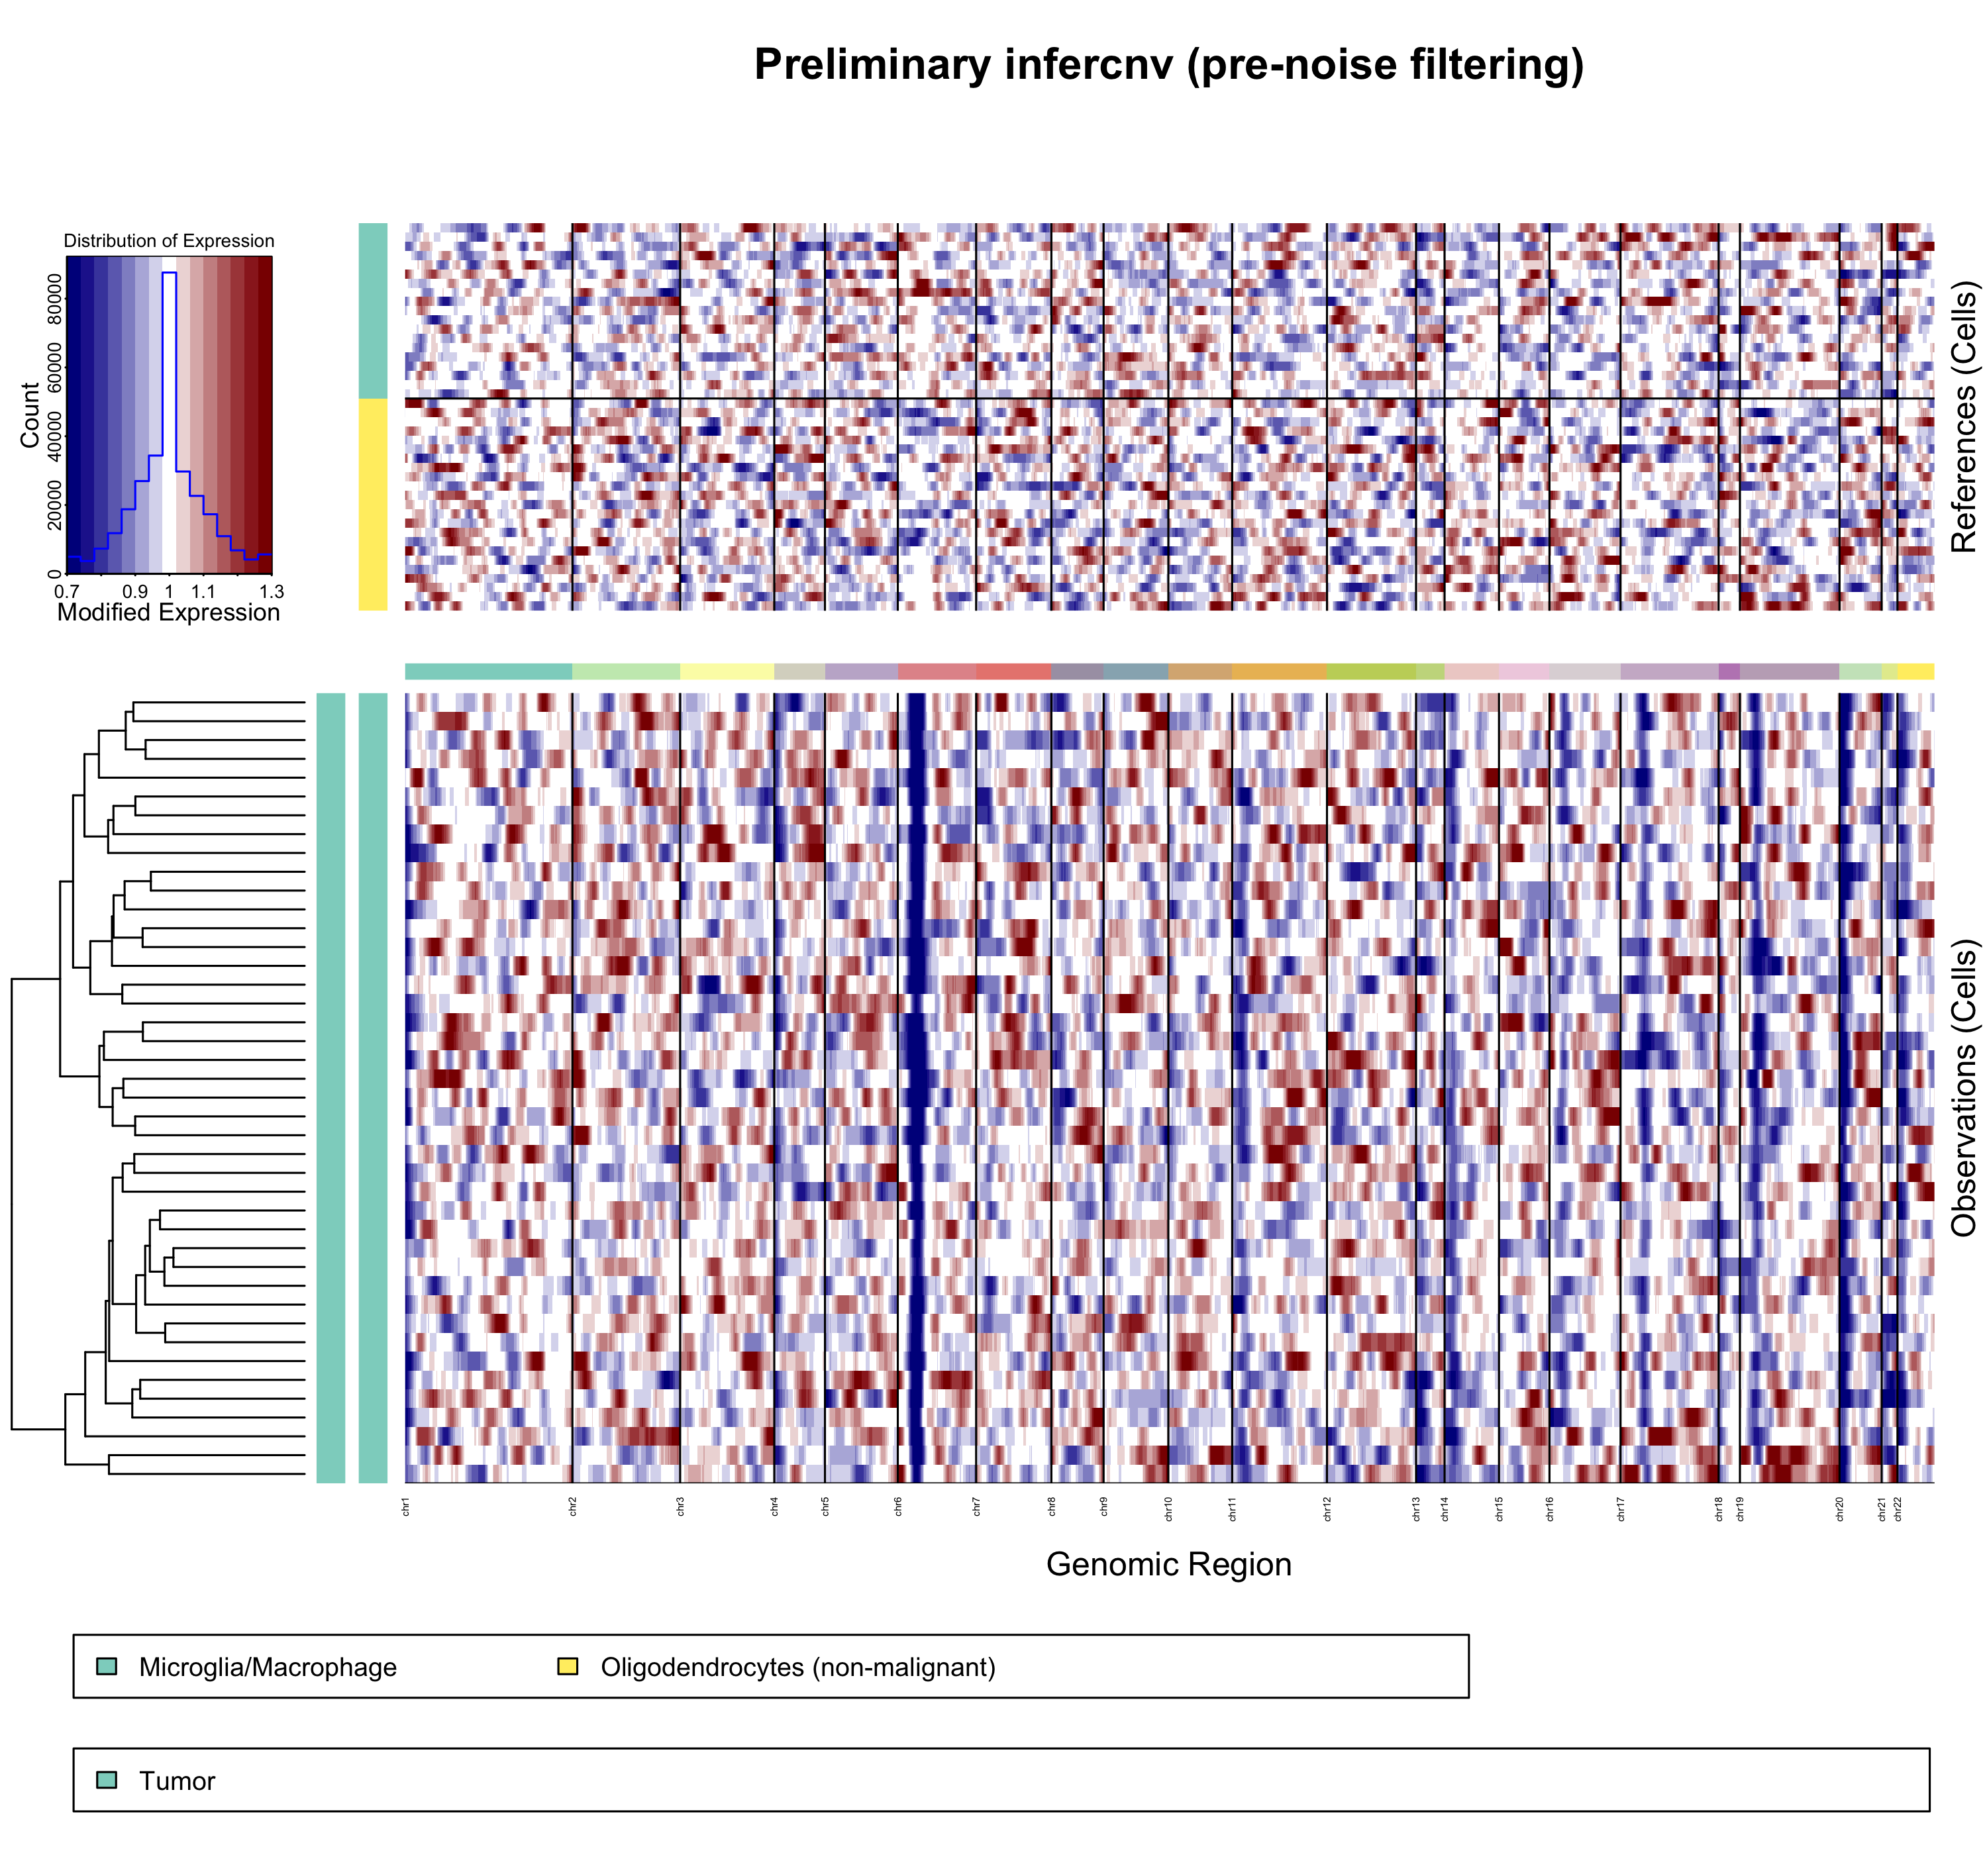 Preliminary infercnv (pre-noise filtering)
Distribution of Expression
Count
0 20000 40000 60000 80000
0.7 0.9 1 1.1 1.3
Modified Expression
References (Cells)
Observations (Cells)
chr1 chr2 chr3 chr4 chr5 chr6 chr7 chr8 chr9 chr10 chr11 chr12 chr13 chr14 chr15 chr16 chr17 chr18 chr19 chr20 chr21 chr22
Genomic Region
Microglia/Macrophage Oligodendrocytes (non-malignant)
Tumor